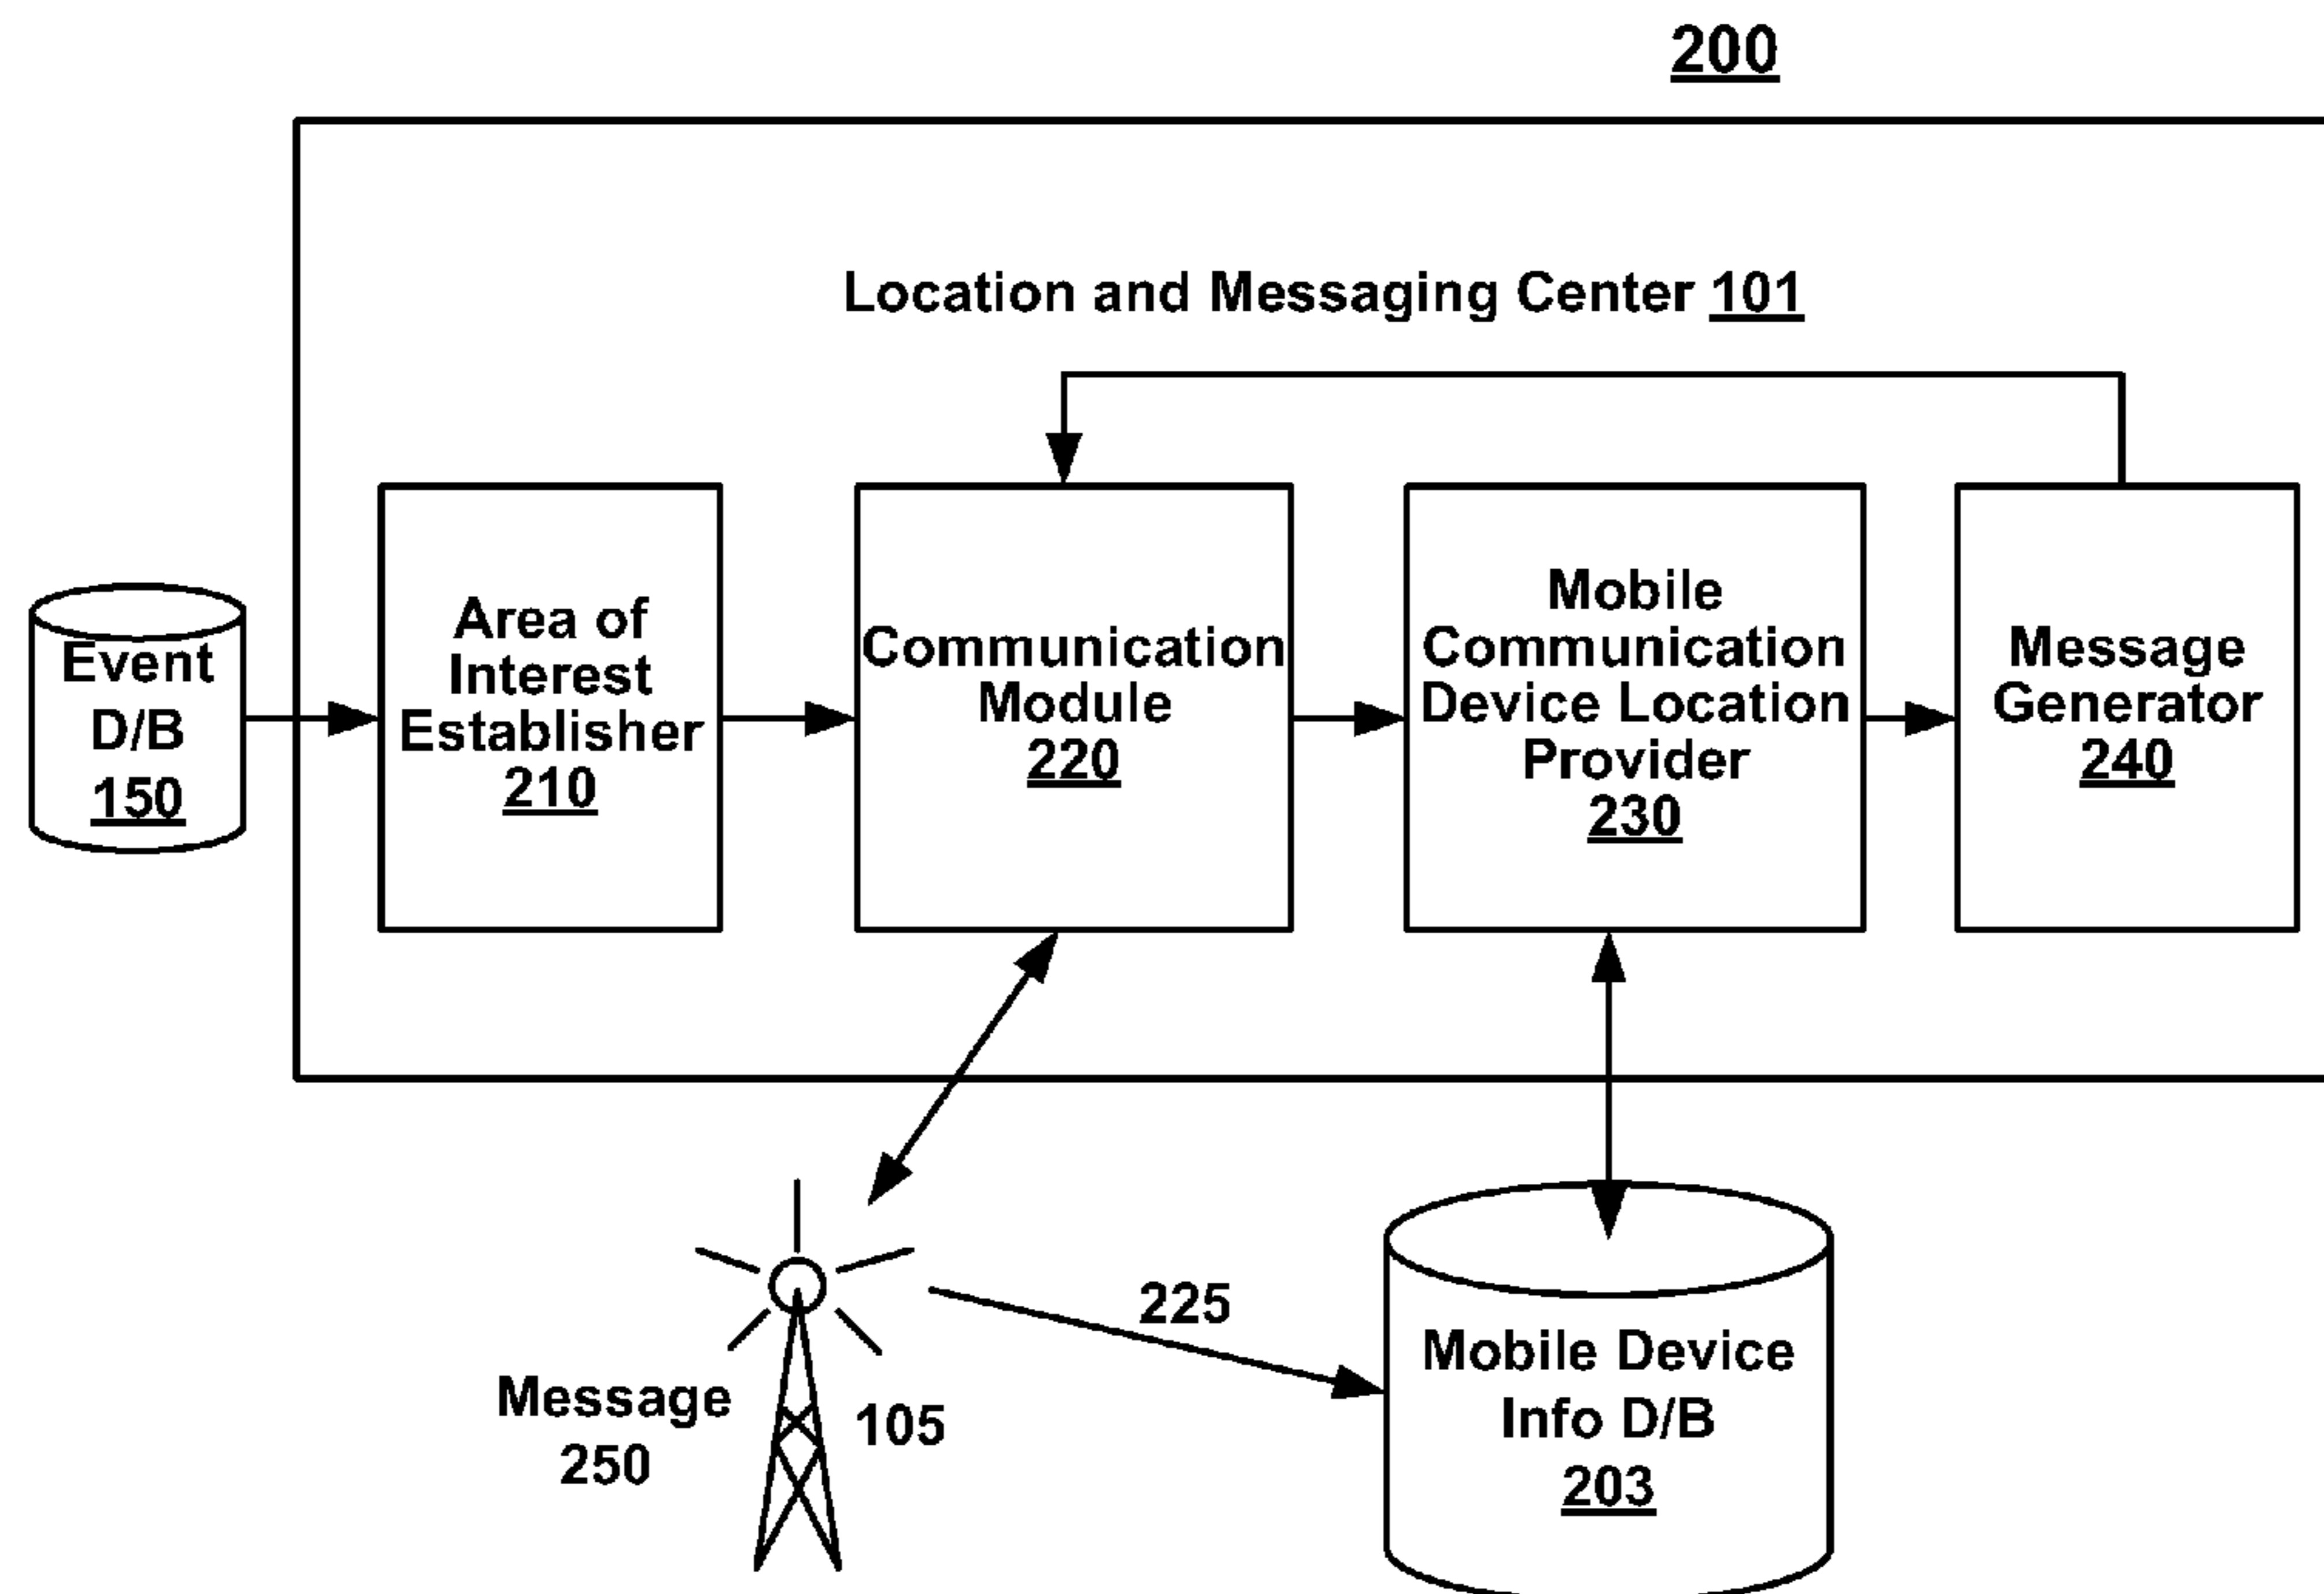 200
Location and Messaging Center 101
Event
D/B
150
Area of
Interest
Establisher
210
Communication
Module
220
Mobile
Communication
Device Location
Provider
230
Message
Generator
240
225
Message
250
105
Mobile Device
Info D/B
203